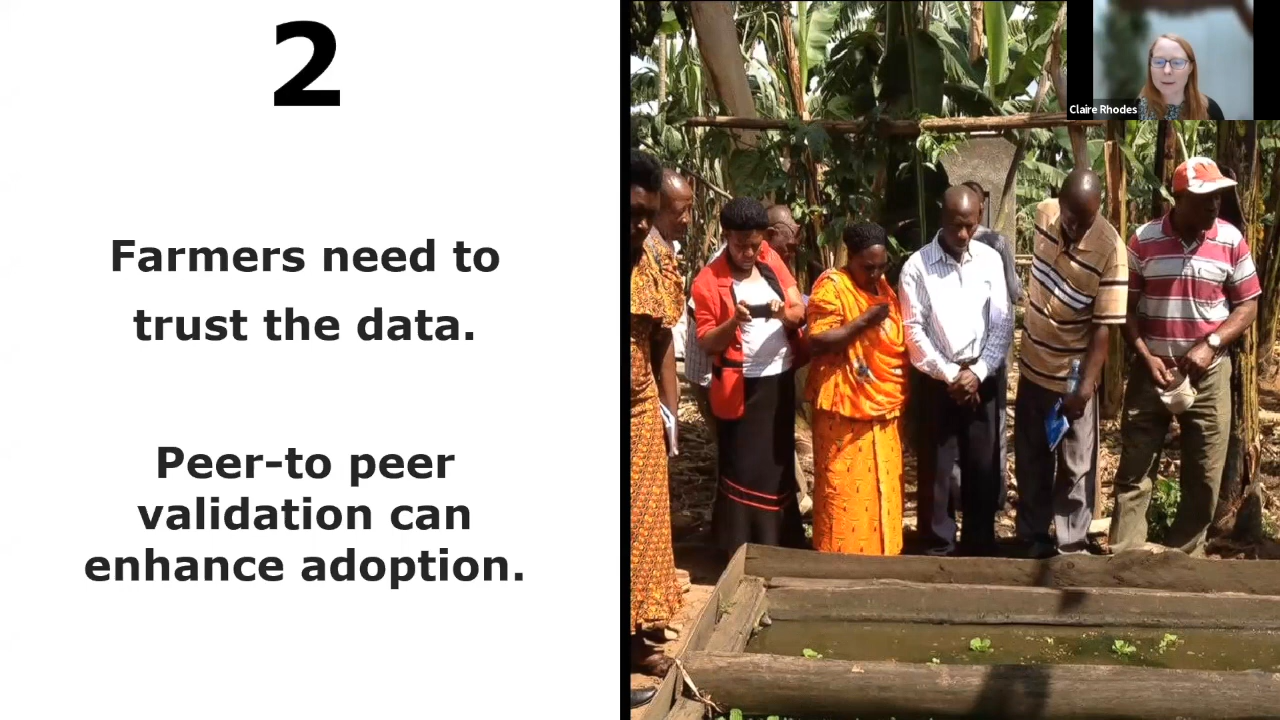 2
Farmers need to
trust the data.
Peer-to peer
validation can
enhance adoption.
Claire Rhodes